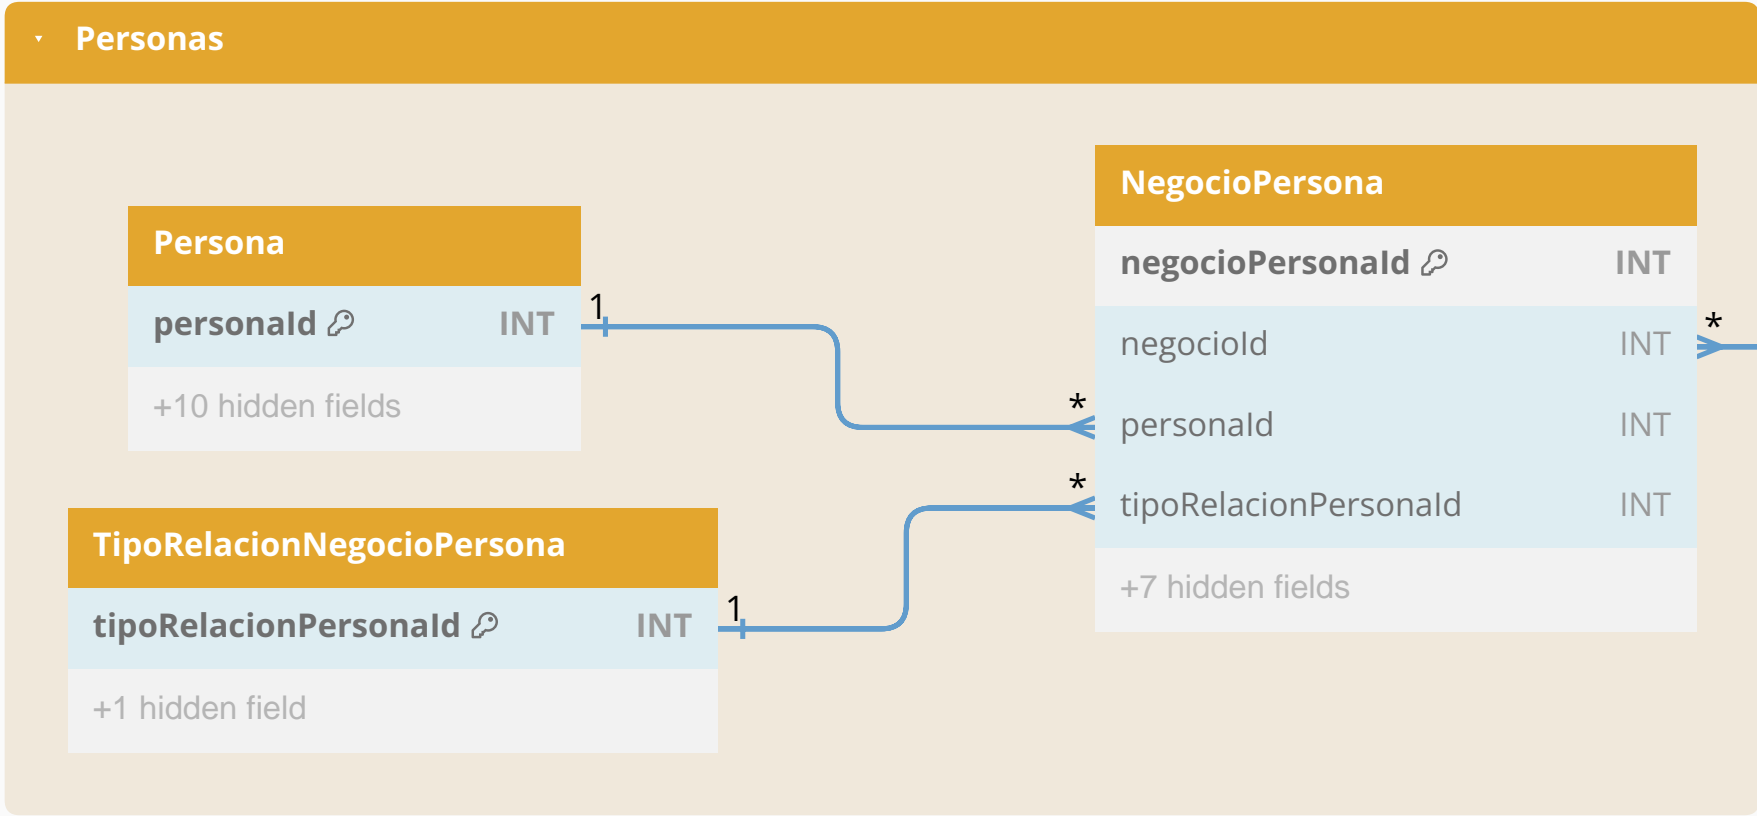 Personas
Persona
personaId INT
+10 hidden fields
1
*
TipoRelacionNegocioPersona
tipoRelacionPersonaId INT
+1 hidden field
1
*
NegocioPersona
negocioPersonaId INT
negocioId INT
*
personaId INT
tipoRelacionPersonaId INT
+7 hidden fields